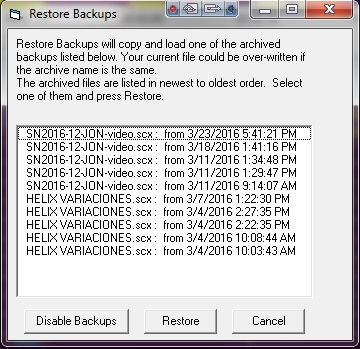 Restore Backups
Restore Backups will copy and load one of the archived
backups listed below. Your current file could be over-written if
the archive name is the same.
The archived files are listed in newest to oldest order. Select
one of them and press Restore.
SN2016-12-JON-video.scx : from 3/23/2016 5:41:21 PM
SN2016-12-JON-video.scx : from 3/18/2016 1:41:16 PM
SN2016-12-JON-video.scx : from 3/11/2016 1:34:48 PM
SN2016-12-JON-video.scx : from 3/11/2016 1:29:47 PM
SN2016-12-JON-video.scx : from 3/11/2016 9:14:07 AM
HELIX VARIACIONES.scx : from 3/7/2016 1:22:30 PM
HELIX VARIACIONES.scx : from 3/4/2016 2:27:35 PM
HELIX VARIACIONES.scx : from 3/4/2016 2:22:35 PM
HELIX VARIACIONES.scx : from 3/4/2016 10:08:44 AM
HELIX VARIACIONES.scx : from 3/4/2016 10:03:43 AM
Disable Backups
Restore
Cancel